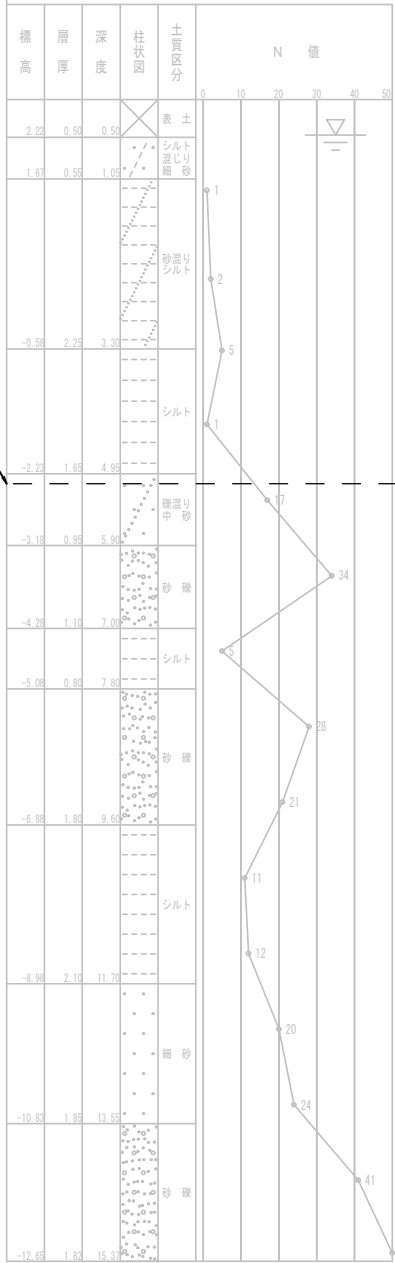 標高 層厚 深度 柱状図 土質区分 N 値
0 10 20 30 40 50
表 土
2.22 0.50 0.50
シルト
混じり
細 砂
1.67 0.55 1.05
1
砂混り
シルト
2
-0.58 2.25 3.30
5
シルト
1
-2.23 1.65 4.95
礫混り
中 砂
17
-3.18 0.95 5.90
34
砂 礫
-4.28 1.10 7.00
5
シルト
-5.08 0.80 7.80
28
砂 礫
21
-6.88 1.80 9.60
11
シルト
12
-8.98 2.10 11.70
20
細 砂
24
-10.83 1.85 13.55
41
砂 礫
-12.65 1.82 15.37